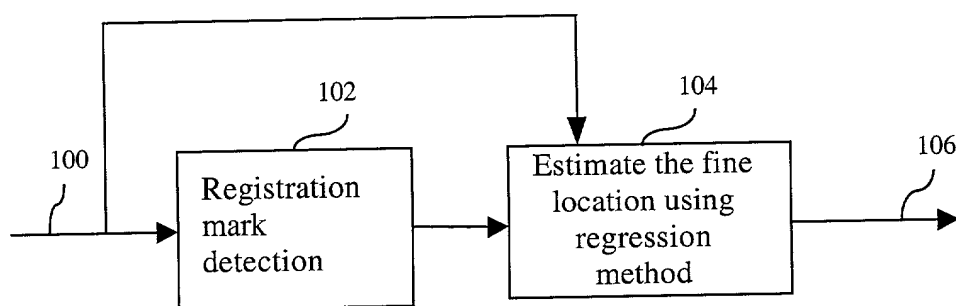 102
104
100
106
Registration
mark
detection
Estimate the fine
location using
regression
method